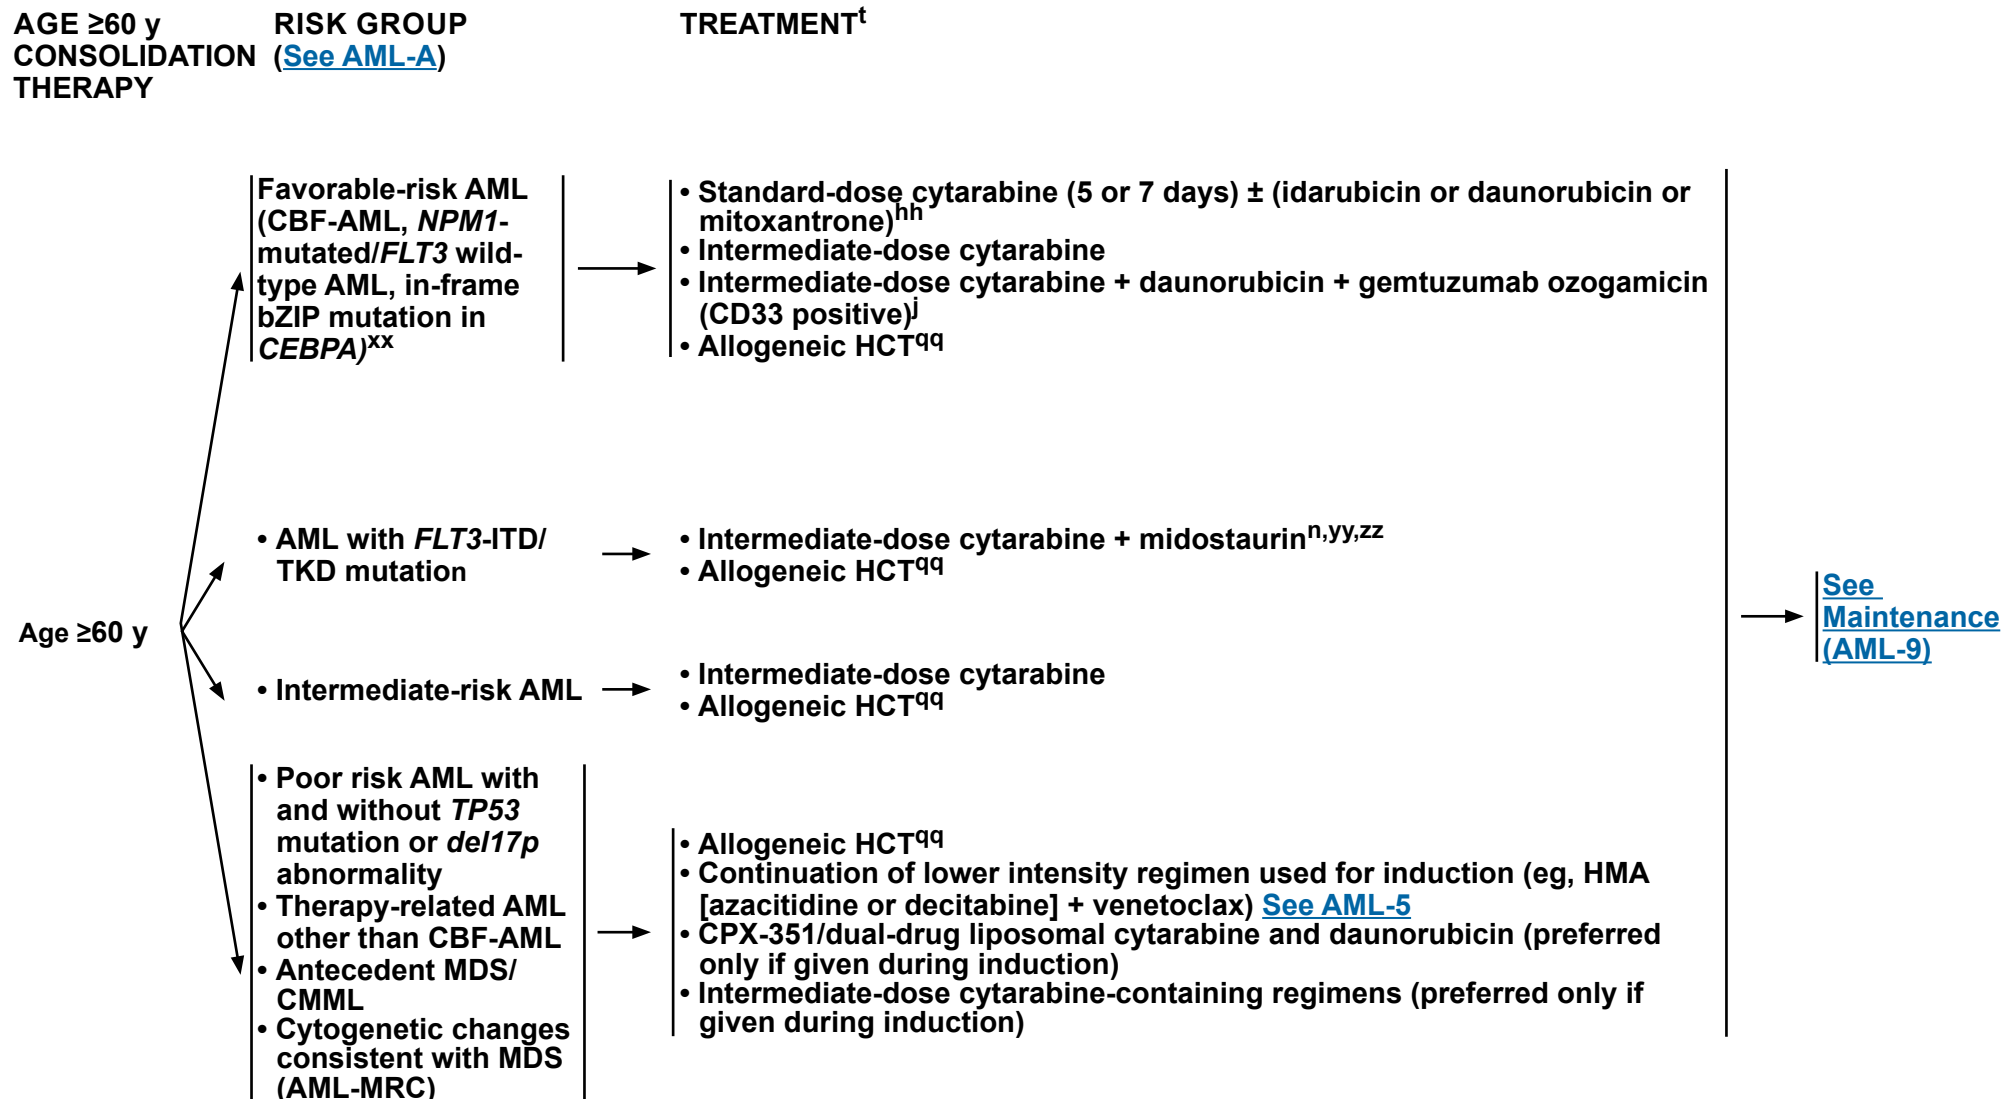 AGE ≥60 y
CONSOLIDATION
THERAPY
RISK GROUP
(See AML-A)
TREATMENTt
Age ≥60 y
Favorable-risk AML
(CBF-AML, NPM1-
mutated/FLT3 wild-
type AML, in-frame
bZIP mutation in
CEBPA)xx
• Standard-dose cytarabine (5 or 7 days) ± (idarubicin or daunorubicin or
mitoxantrone)hh
• Intermediate-dose cytarabine
• Intermediate-dose cytarabine + daunorubicin + gemtuzumab ozogamicin
(CD33 positive)j
• Allogeneic HCTqq
• AML with FLT3-ITD/
TKD mutation
• Intermediate-dose cytarabine + midostaurinn,yy,zz
• Allogeneic HCTqq
• Intermediate-risk AML
• Intermediate-dose cytarabine
• Allogeneic HCTqq
• Poor risk AML with
and without TP53
mutation or del17p
abnormality
• Therapy-related AML
other than CBF-AML
• Antecedent MDS/
CMML
• Cytogenetic changes
consistent with MDS
(AML-MRC)
• Allogeneic HCTqq
• Continuation of lower intensity regimen used for induction (eg, HMA
[azacitidine or decitabine] + venetoclax) See AML-5
• CPX-351/dual-drug liposomal cytarabine and daunorubicin (preferred
only if given during induction)
• Intermediate-dose cytarabine-containing regimens (preferred only if
given during induction)
See
Maintenance
(AML-9)